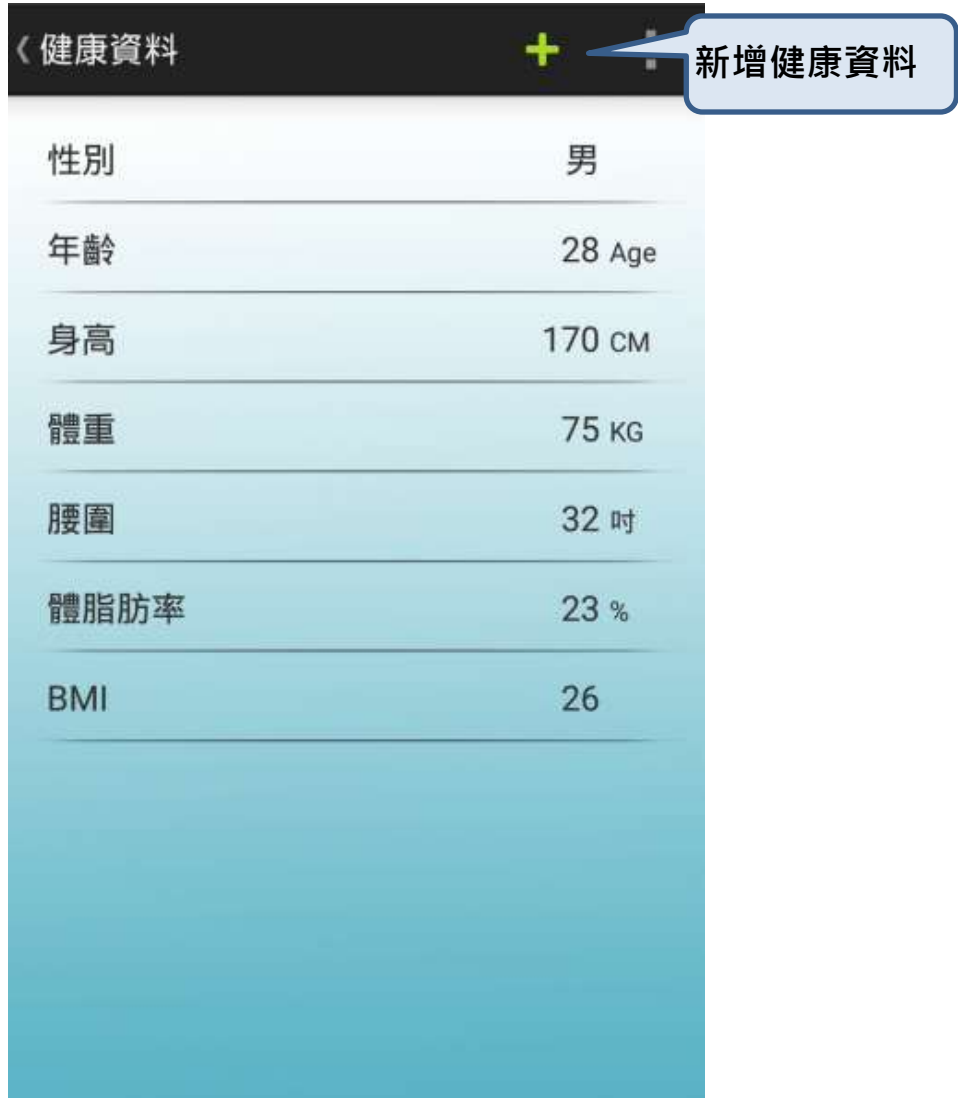 健康資料
新增健康資料
性別 男
年齡 28 Age
身高 170 CM
體重 75 KG
腰圍 32 吋
體脂肪率 23 %
BMI 26